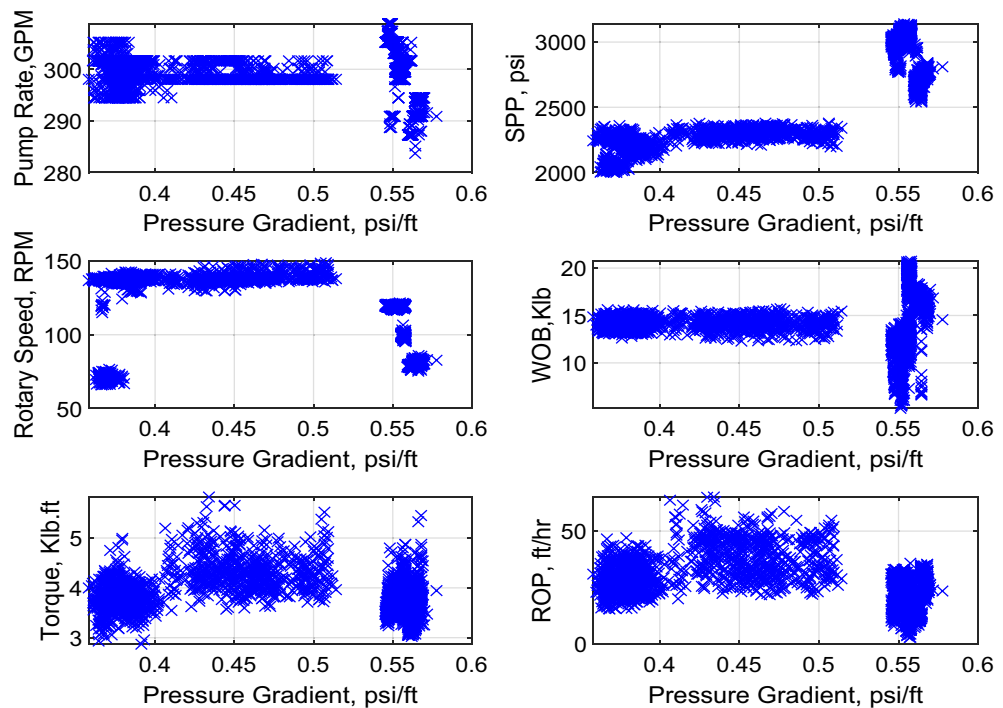 Pump Rate,GPM
300
290
280
0.4 0.45 0.5 0.55 0.6
Pressure Gradient, psi/ft
SPP, psi
3000
2500
2000
0.4 0.45 0.5 0.55 0.6
Pressure Gradient, psi/ft
Rotary Speed, RPM
150
100
50
0.4 0.45 0.5 0.55 0.6
Pressure Gradient, psi/ft
WOB,Klb
20
15
10
0.4 0.45 0.5 0.55 0.6
Pressure Gradient, psi/ft
Torque, Klb.ft
5
4
3
0.4 0.45 0.5 0.55 0.6
Pressure Gradient, psi/ft
ROP, ft/hr
50
0
0.4 0.45 0.5 0.55 0.6
Pressure Gradient, psi/ft